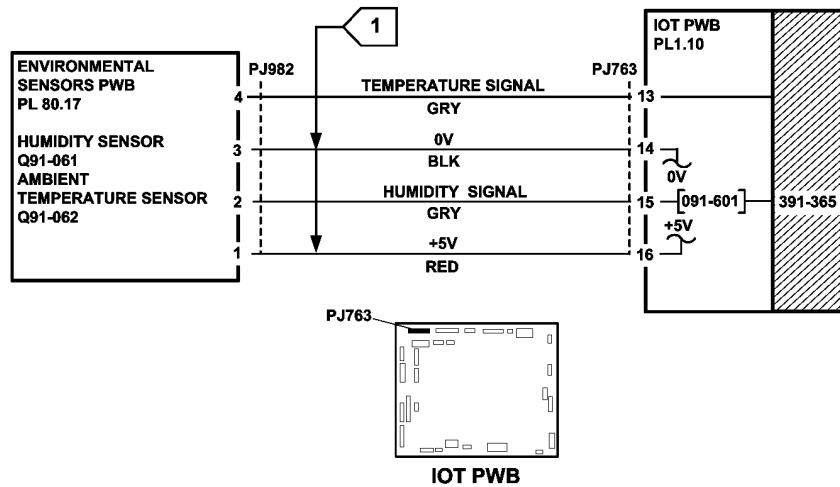 1
ENVIRONMENTAL
SENSORS PWB
PL 80.17
HUMIDITY SENSOR
Q91-061
AMBIENT
TEMPERATURE SENSOR
Q91-062
PJ982
PJ763
4
TEMPERATURE SIGNAL
GRY
13
3
0V
BLK
14
2
HUMIDITY SIGNAL
GRY
15
1
+5V
RED
16
IOT PWB
PL1.10
0V
091-601
391-365
+5V
PJ763
IOT PWB